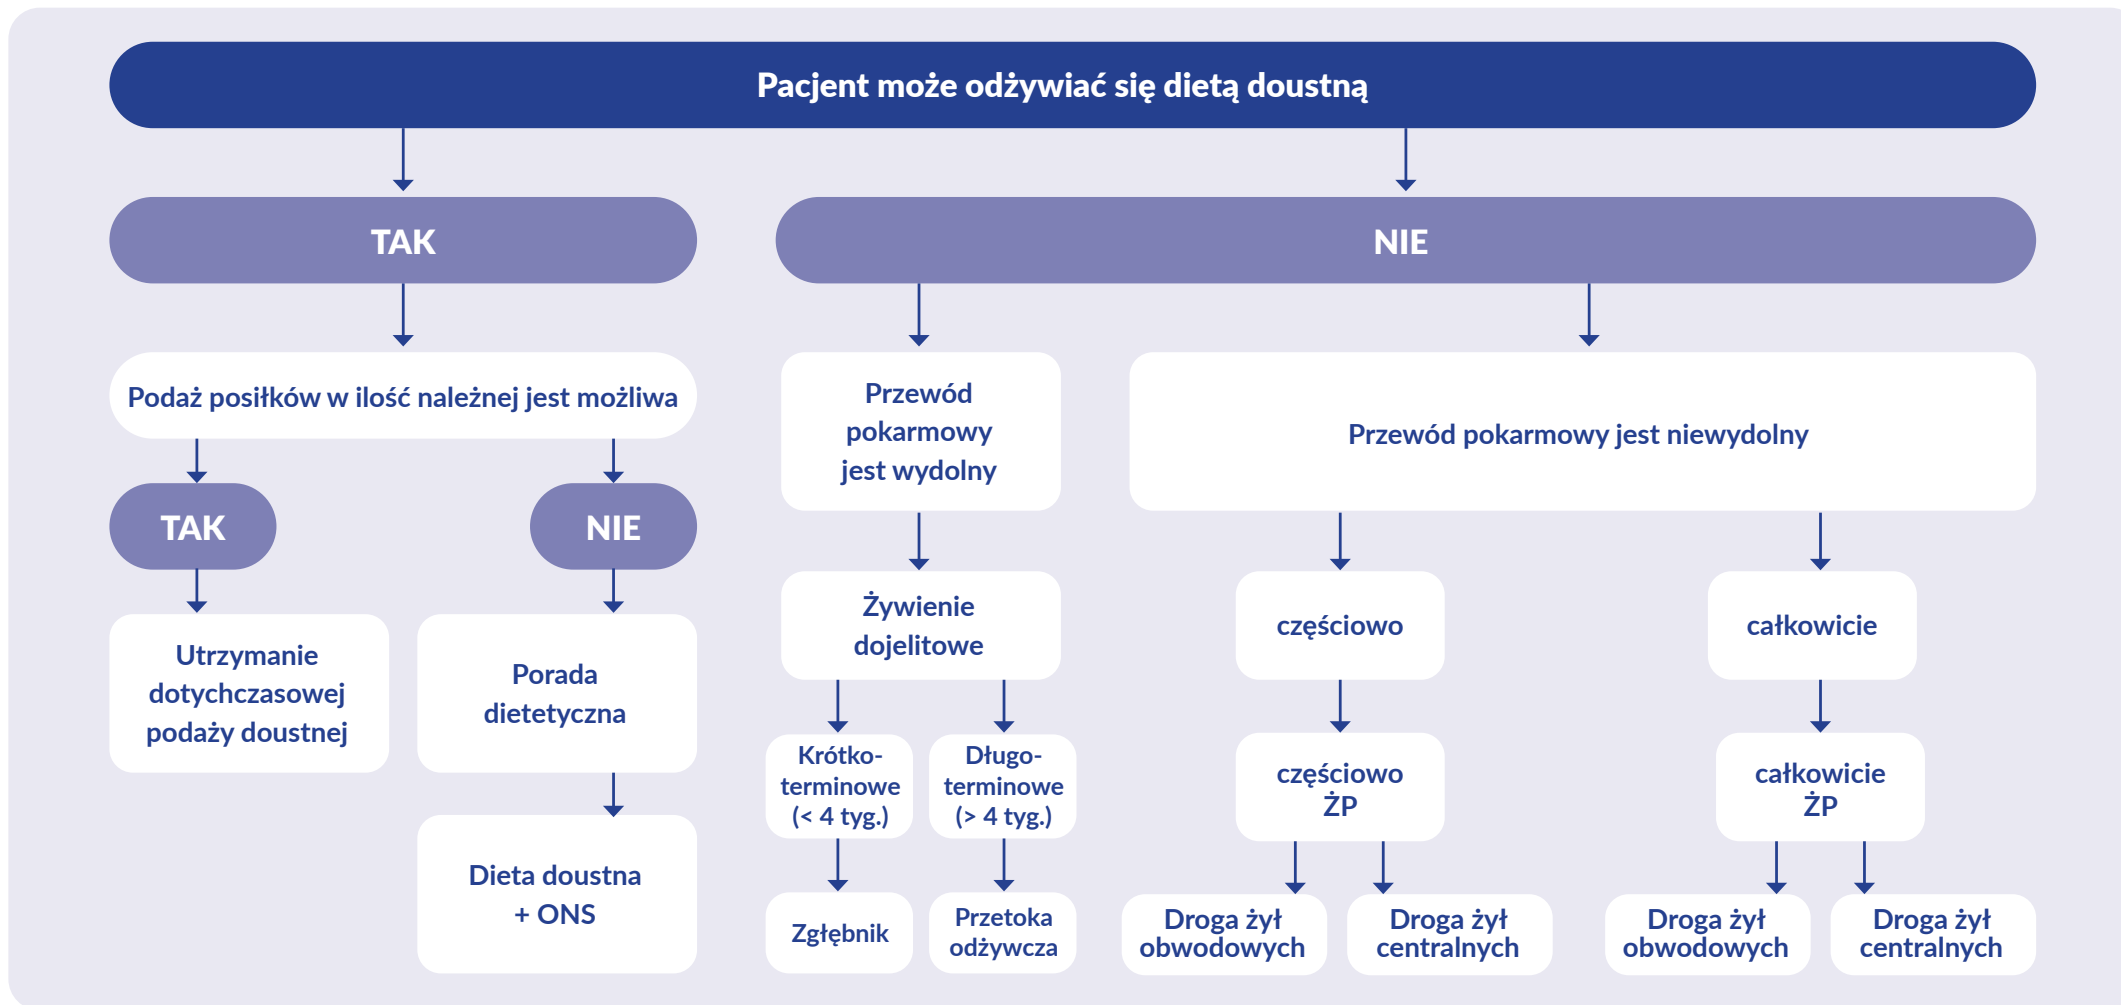 Pacjent może odżywiać się dietą doustną
TAK
NIE
Podaż posiłków w ilość należnej jest możliwa
TAK
NIE
Utrzymanie
dotychczasowej
podaży doustnej
Porada
dietetyczna
Dieta doustna
+ ONS
Przewód
pokarmowy
jest wydolny
Żywienie
dojelitowe
Krótko-
terminowe
(< 4 tyg.)
Długo-
terminowe
(> 4 tyg.)
Zgłębnik
Przetoka
odżywcza
Przewód pokarmowy jest niewydolny
częściowo
całkowicie
częściowo
ŻP
całkowicie
ŻP
Droga żył
obwodowych
Droga żył
centralnych
Droga żył
obwodowych
Droga żył
centralnych